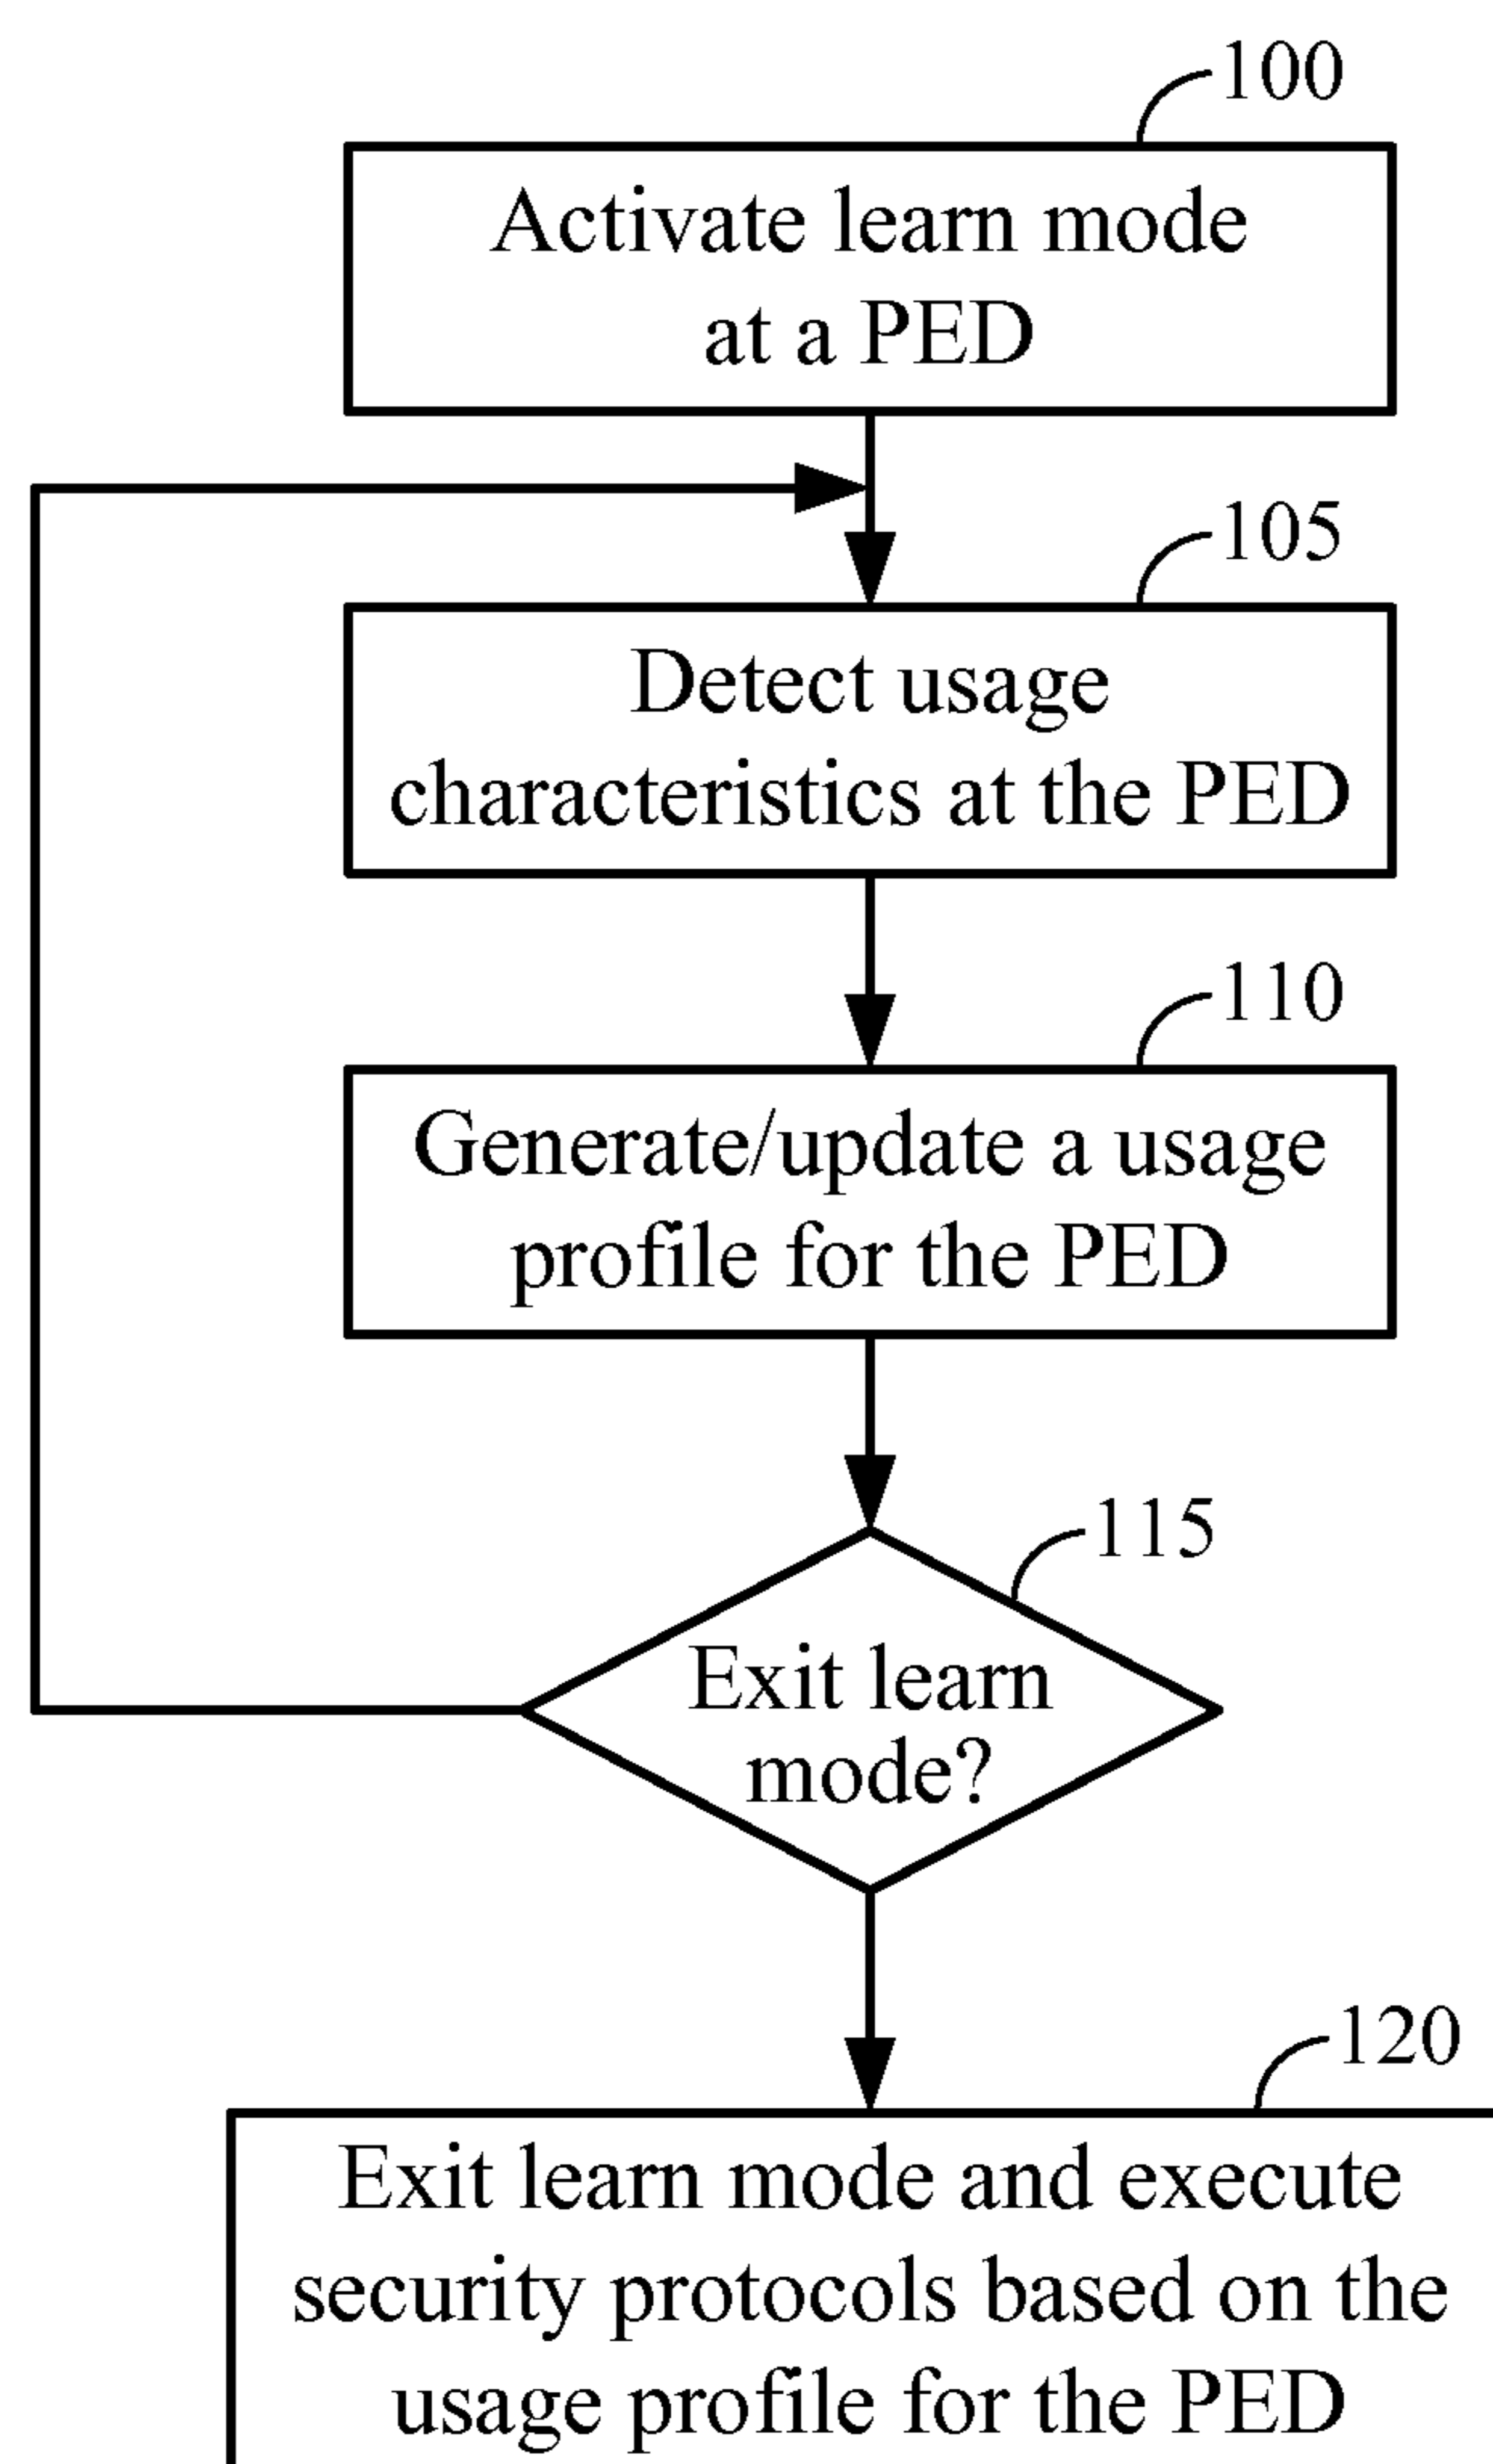 100
Activate learn mode
at a PED
105
Detect usage
characteristics at the PED
110
Generate/update a usage
profile for the PED
115
Exit learn
mode?
120
Exit learn mode and execute
security protocols based on the
usage profile for the PED